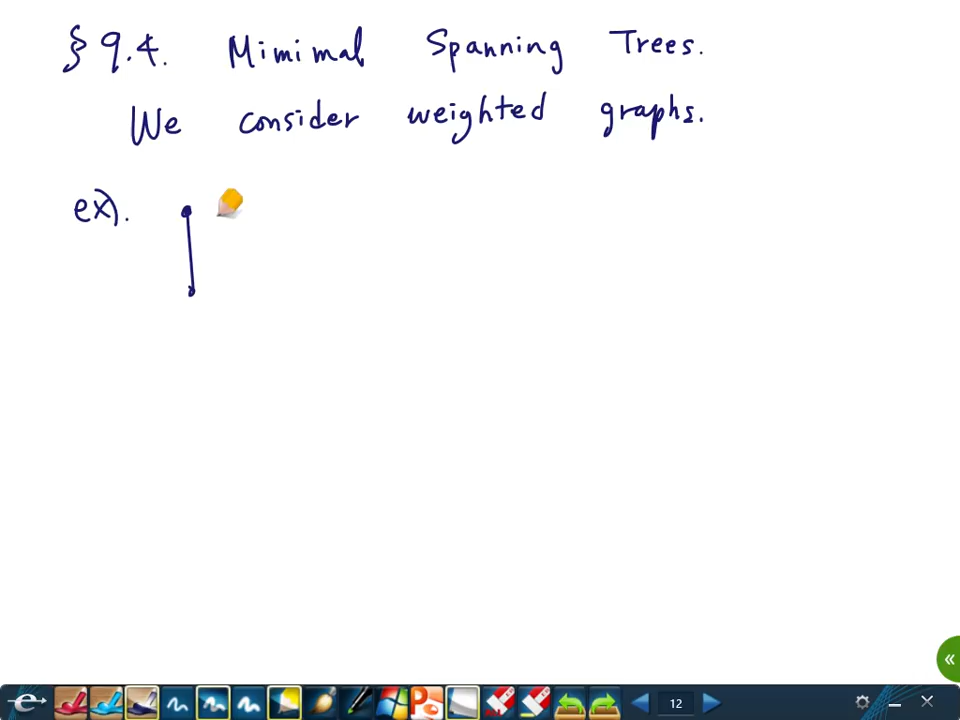 § 9.4. Mimimal Spanning Trees.
We consider weighted graphs.
ex).
12